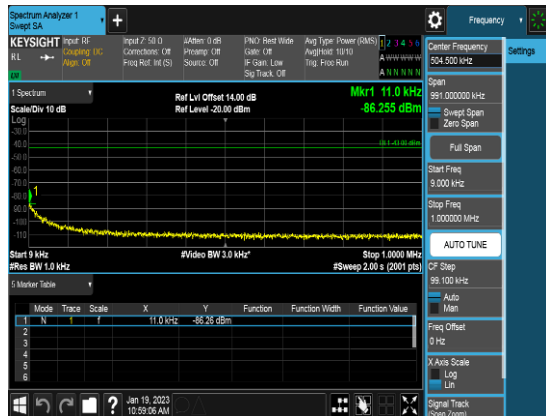 Spectrum Analyzer 1
Swept SA
+
Frequency
KEYSIGHT
Input: RF
Coupling: DC
Align: Off
Input Z: 50 Ω
Corrections: Off
Freq Ref: Int (S)
#Atten: 0 dB
Preamp: Off
Source: Off
PNO: Best Wide
Gate: Off
IF Gain: Low
Sig Track: Off
Avg Type: Power (RMS)
Avg|Hold: 10/10
Trig: Free Run
1 2 3 4 5 6
A W W W W W
A N N N N N
RL
Settings
Center Frequency
504.500 kHz
1 Spectrum
Scale/Div 10 dB
Log
Ref Lvl Offset 14.00 dB
Ref Level -20.00 dBm
Mkr1 11.0 kHz
-86.255 dBm
-30.0
-40.0
-50.0
-60.0
-70.0
-80.0
-90.0
-100
-110
1
Start 9 kHz
#Res BW 1.0 kHz
#Video BW 3.0 kHz*
Stop 1.0000 MHz
#Sweep 2.00 s (2001 pts)
Span
991.000000 kHz
Swept Span
Zero Span
Full Span
Start Freq
9.000 kHz
Stop Freq
1.000000 MHz
AUTO TUNE
CF Step
99.100 kHz
Auto
Man
Freq Offset
0 Hz
X Axis Scale
Log
Lin
Signal Track
(Span Zoom)
5 Marker Table
Mode Trace Scale X Y Function Function Width Function Value
1 N 1 f 11.0 kHz -86.26 dBm
2
3
4
5
6
?
Jan 19, 2023
10:59:06 AM